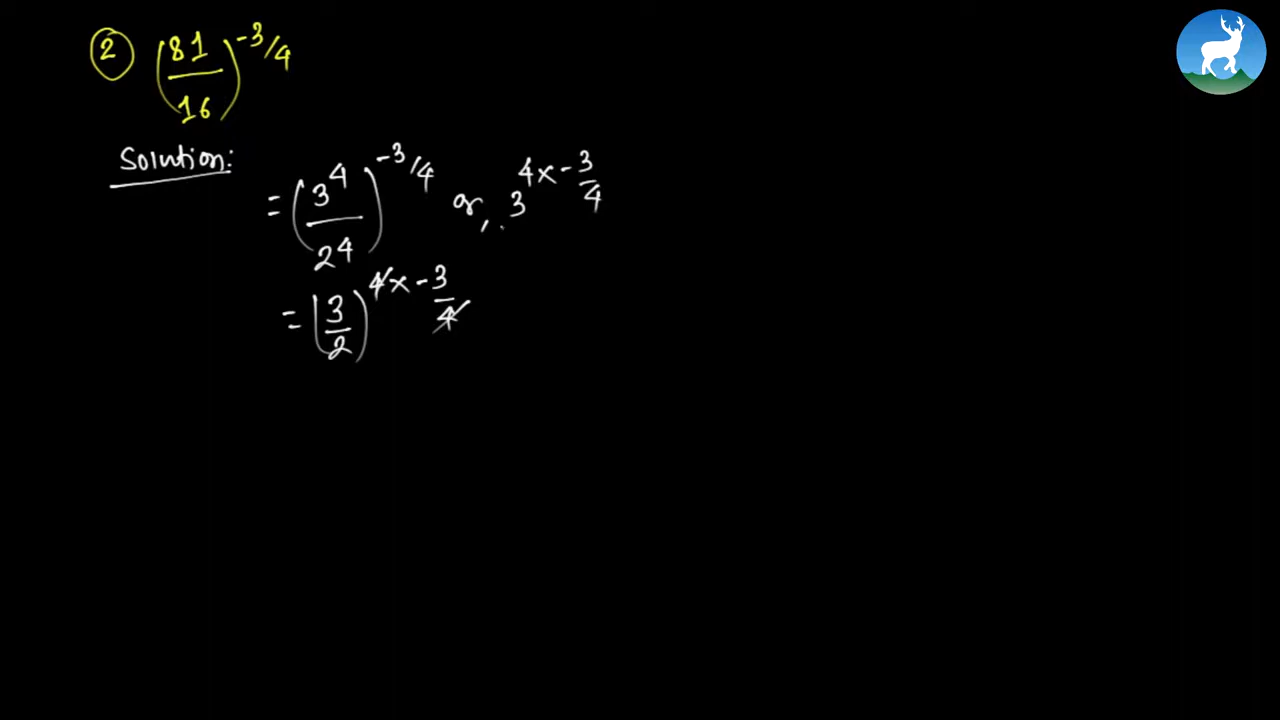 ② (81/16)^-3/4
Solution:
= (3^4/2^4)^-3/4 or, 3^4x-3/4
= (3/2)^4x-3/4